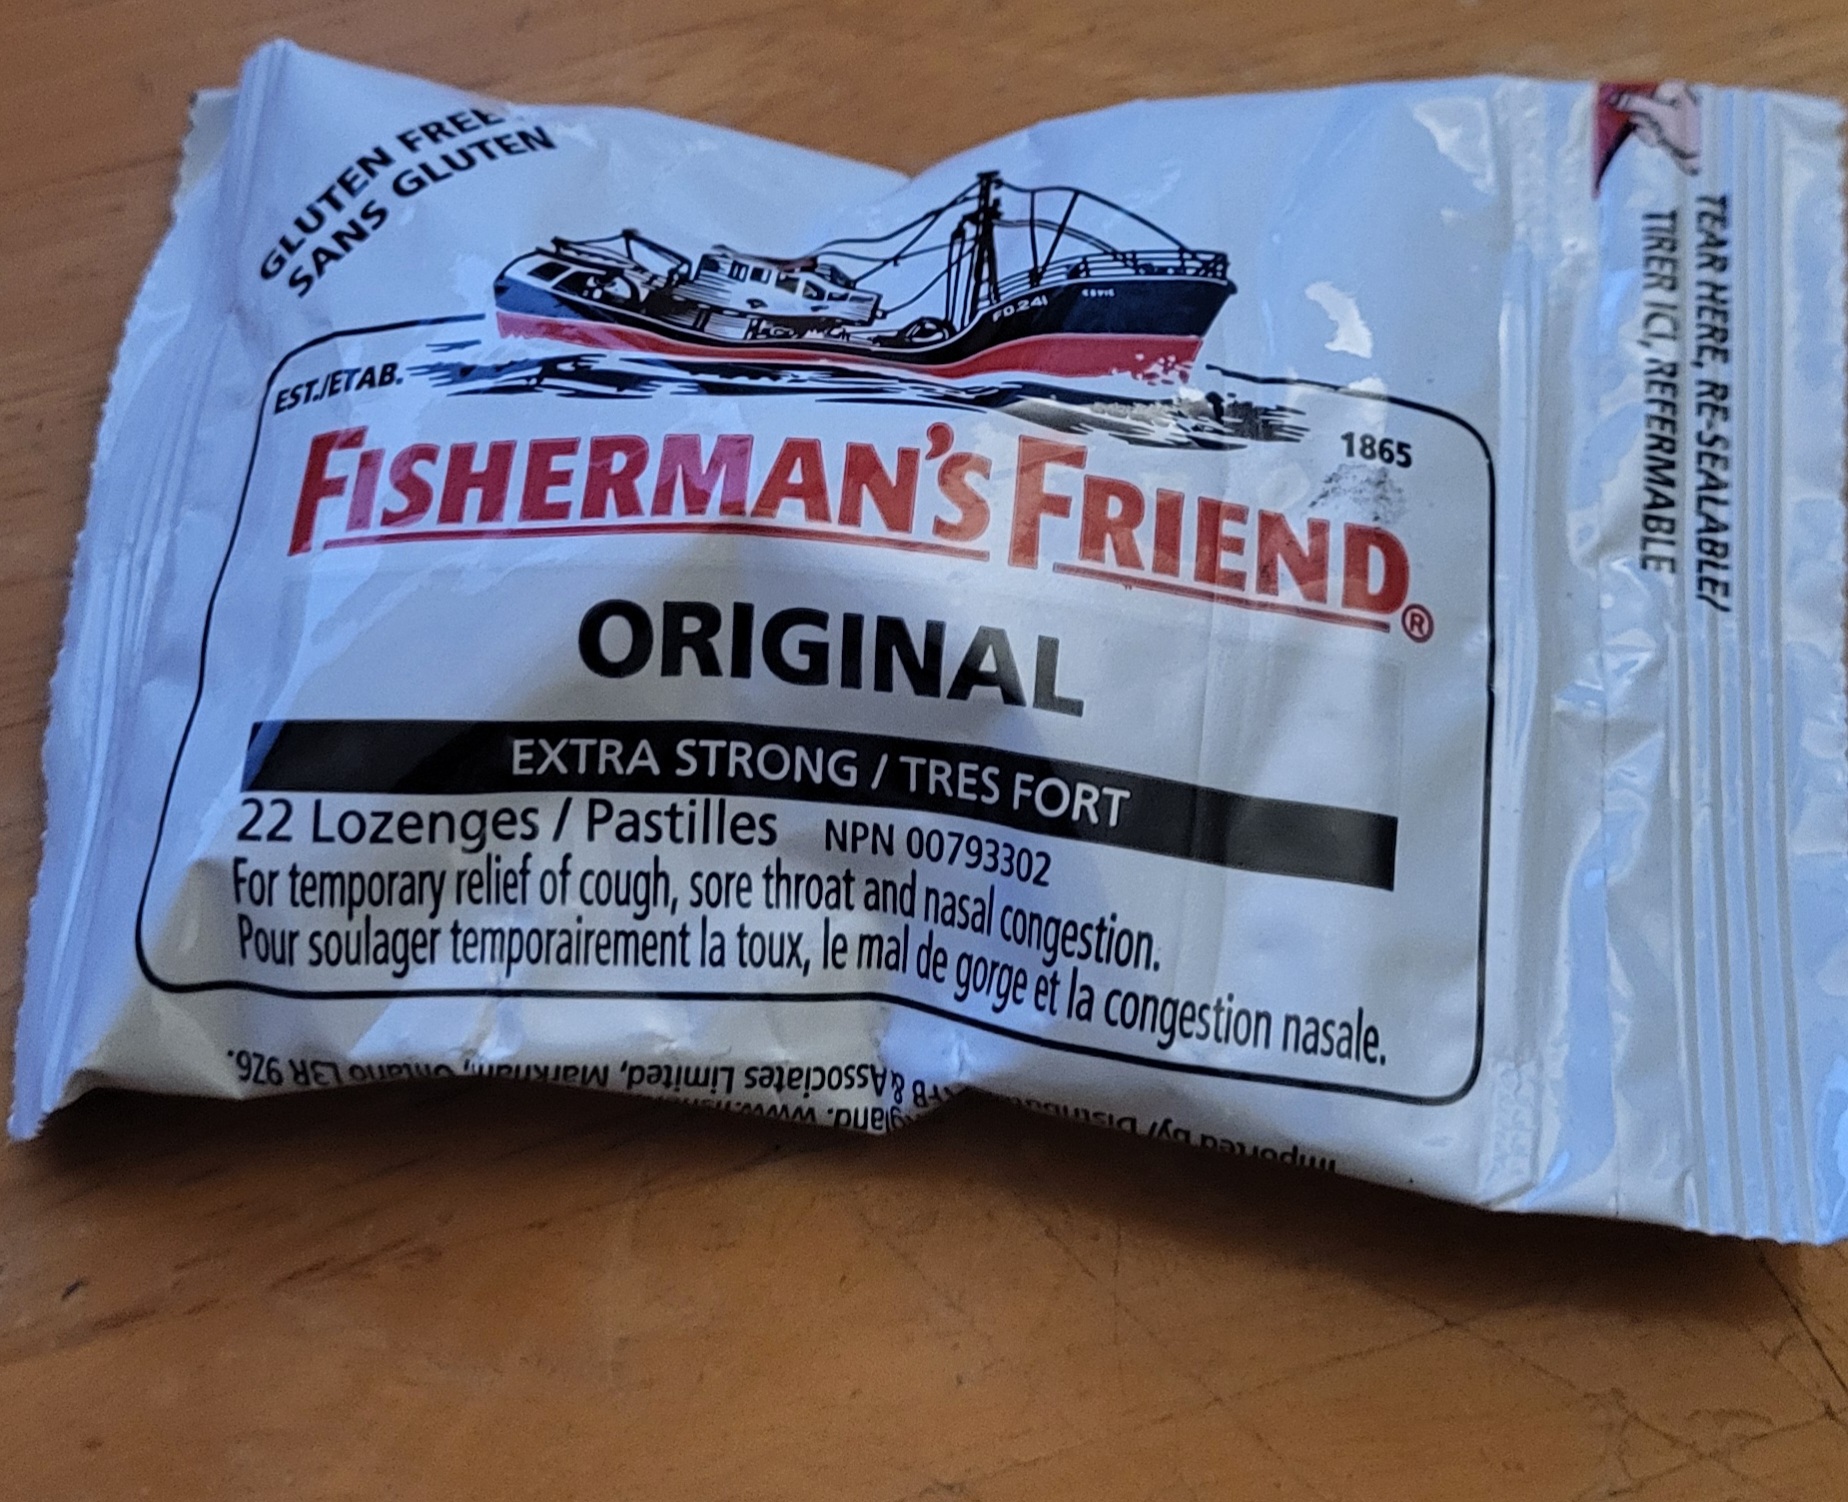 GLUTEN FREE
SANS GLUTEN
FD.241
EST./ETAB.
1865
FISHERMAN'S FRIEND®
ORIGINAL
EXTRA STRONG / TRES FORT
22 Lozenges / Pastilles NPN 00793302
For temporary relief of cough, sore throat and nasal congestion.
Pour soulager temporairement la toux, le mal de gorge et la congestion nasale.
TEAR HERE, RE-SEALABLE/
TIRER ICI, REFERMABLE
Imported by/
& Associates Limited, Markham, Ontario L3R 9Z6.